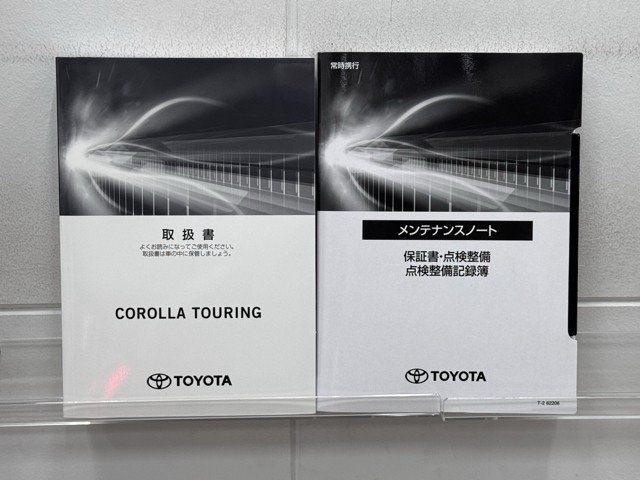 取扱書
よくお読みになってご使用ください。
取扱書は車の中に保管しましょう。
COROLLA TOURING
TOYOTA
常時携行
メンテナンスノート
保証書・点検整備
点検整備記録簿
TOYOTA
T-2 62208